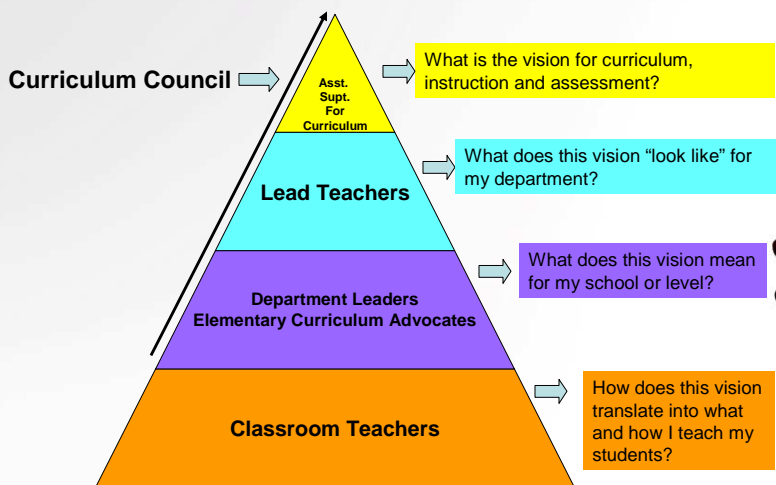 Curriculum Council
Asst.
Supt.
For
Curriculum
What is the vision for curriculum,
instruction and assessment?
Lead Teachers
What does this vision “look like” for
my department?
Department Leaders
Elementary Curriculum Advocates
What does this vision mean
for my school or level?
Classroom Teachers
How does this vision
translate into what
and how I teach my
students?